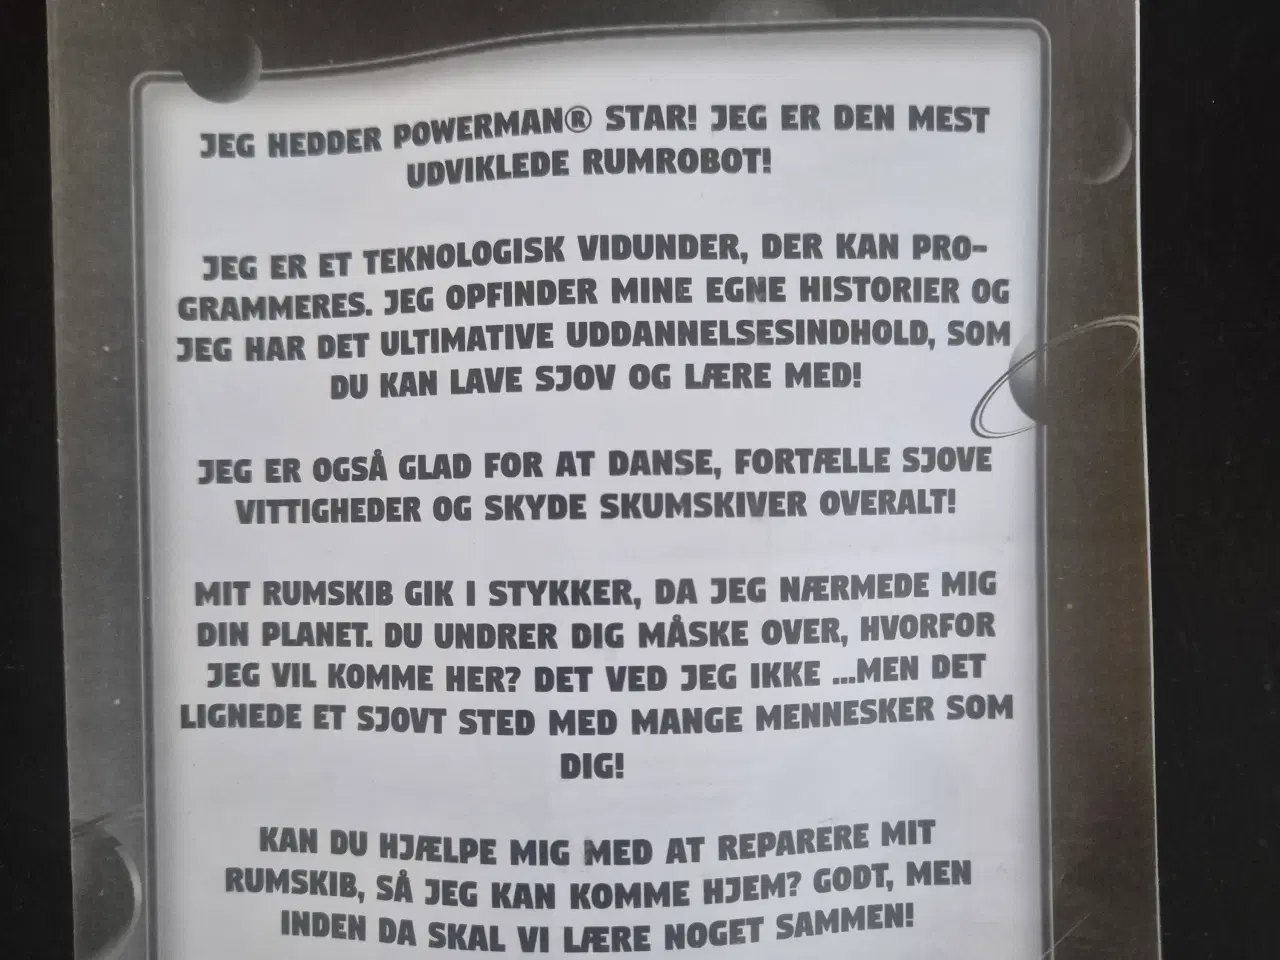 JEG HEDDER POWERMAN® STAR! JEG ER DEN MEST
UDVIKLEDE RUMROBOT!
JEG ER ET TEKNOLOGISK VIDUNDER, DER KAN PRO-
GRAMMERES. JEG OPFINDER MINE EGNE HISTORIER OG
JEG HAR DET ULTIMATIVE UDDANNELSESINDHOLD, SOM
DU KAN LAVE SJOV OG LÆRE MED!
JEG ER OGSÅ GLAD FOR AT DANSE, FORTÆLLE SJOVE
VITTIGHEDER OG SKYDE SKUMSKIVER OVERALT!
MIT RUMSKIB GIK I STYKKER, DA JEG NÆRMEDE MIG
DIN PLANET. DU UNDRER DIG MÅSKE OVER, HVORFOR
JEG VIL KOMME HER? DET VED JEG IKKE ...MEN DET
LIGNEDE ET SJOVT STED MED MANGE MENNESKER SOM
DIG!
KAN DU HJÆLPE MIG MED AT REPARERE MIT
RUMSKIB, SÅ JEG KAN KOMME HJEM? GODT, MEN
INDEN DA SKAL VI LÆRE NOGET SAMMEN!